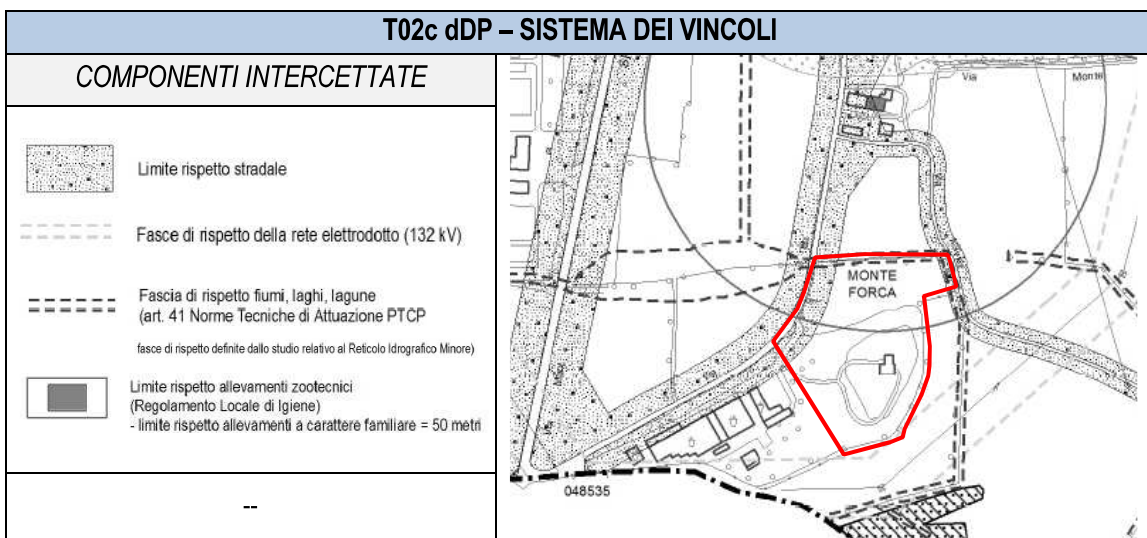 T02c dDP – SISTEMA DEI VINCOLI
COMPONENTI INTERCETTATE
Limite rispetto stradale
Fasce di rispetto della rete elettrodotto (132 kV)
Fascia di rispetto fiumi, laghi, lagune
(art. 41 Norme Tecniche di Attuazione PTCP
fasce di rispetto definite dallo studio relativo al Reticolo Idrografico Minore)
Limite rispetto allevamenti zootecnici
(Regolamento Locale di Igiene)
- limite rispetto allevamenti a carattere familiare = 50 metri
--
Via Monte
MONTE
FORCA
048535